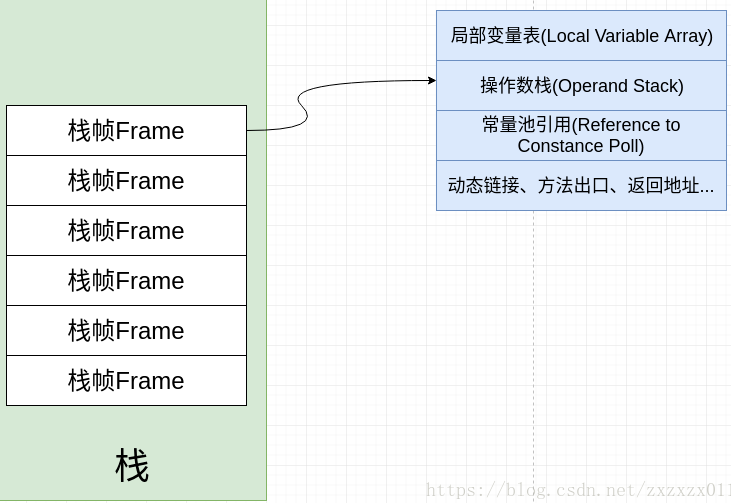 局部变量表(Local Variable Array)
操作数栈(Operand Stack)
常量池引用(Reference to
Constance Poll)
动态链接、方法出口、返回地址...
栈帧Frame
栈帧Frame
栈帧Frame
栈帧Frame
栈帧Frame
栈帧Frame
栈
https://blog.csdn.net/zxzxzx011